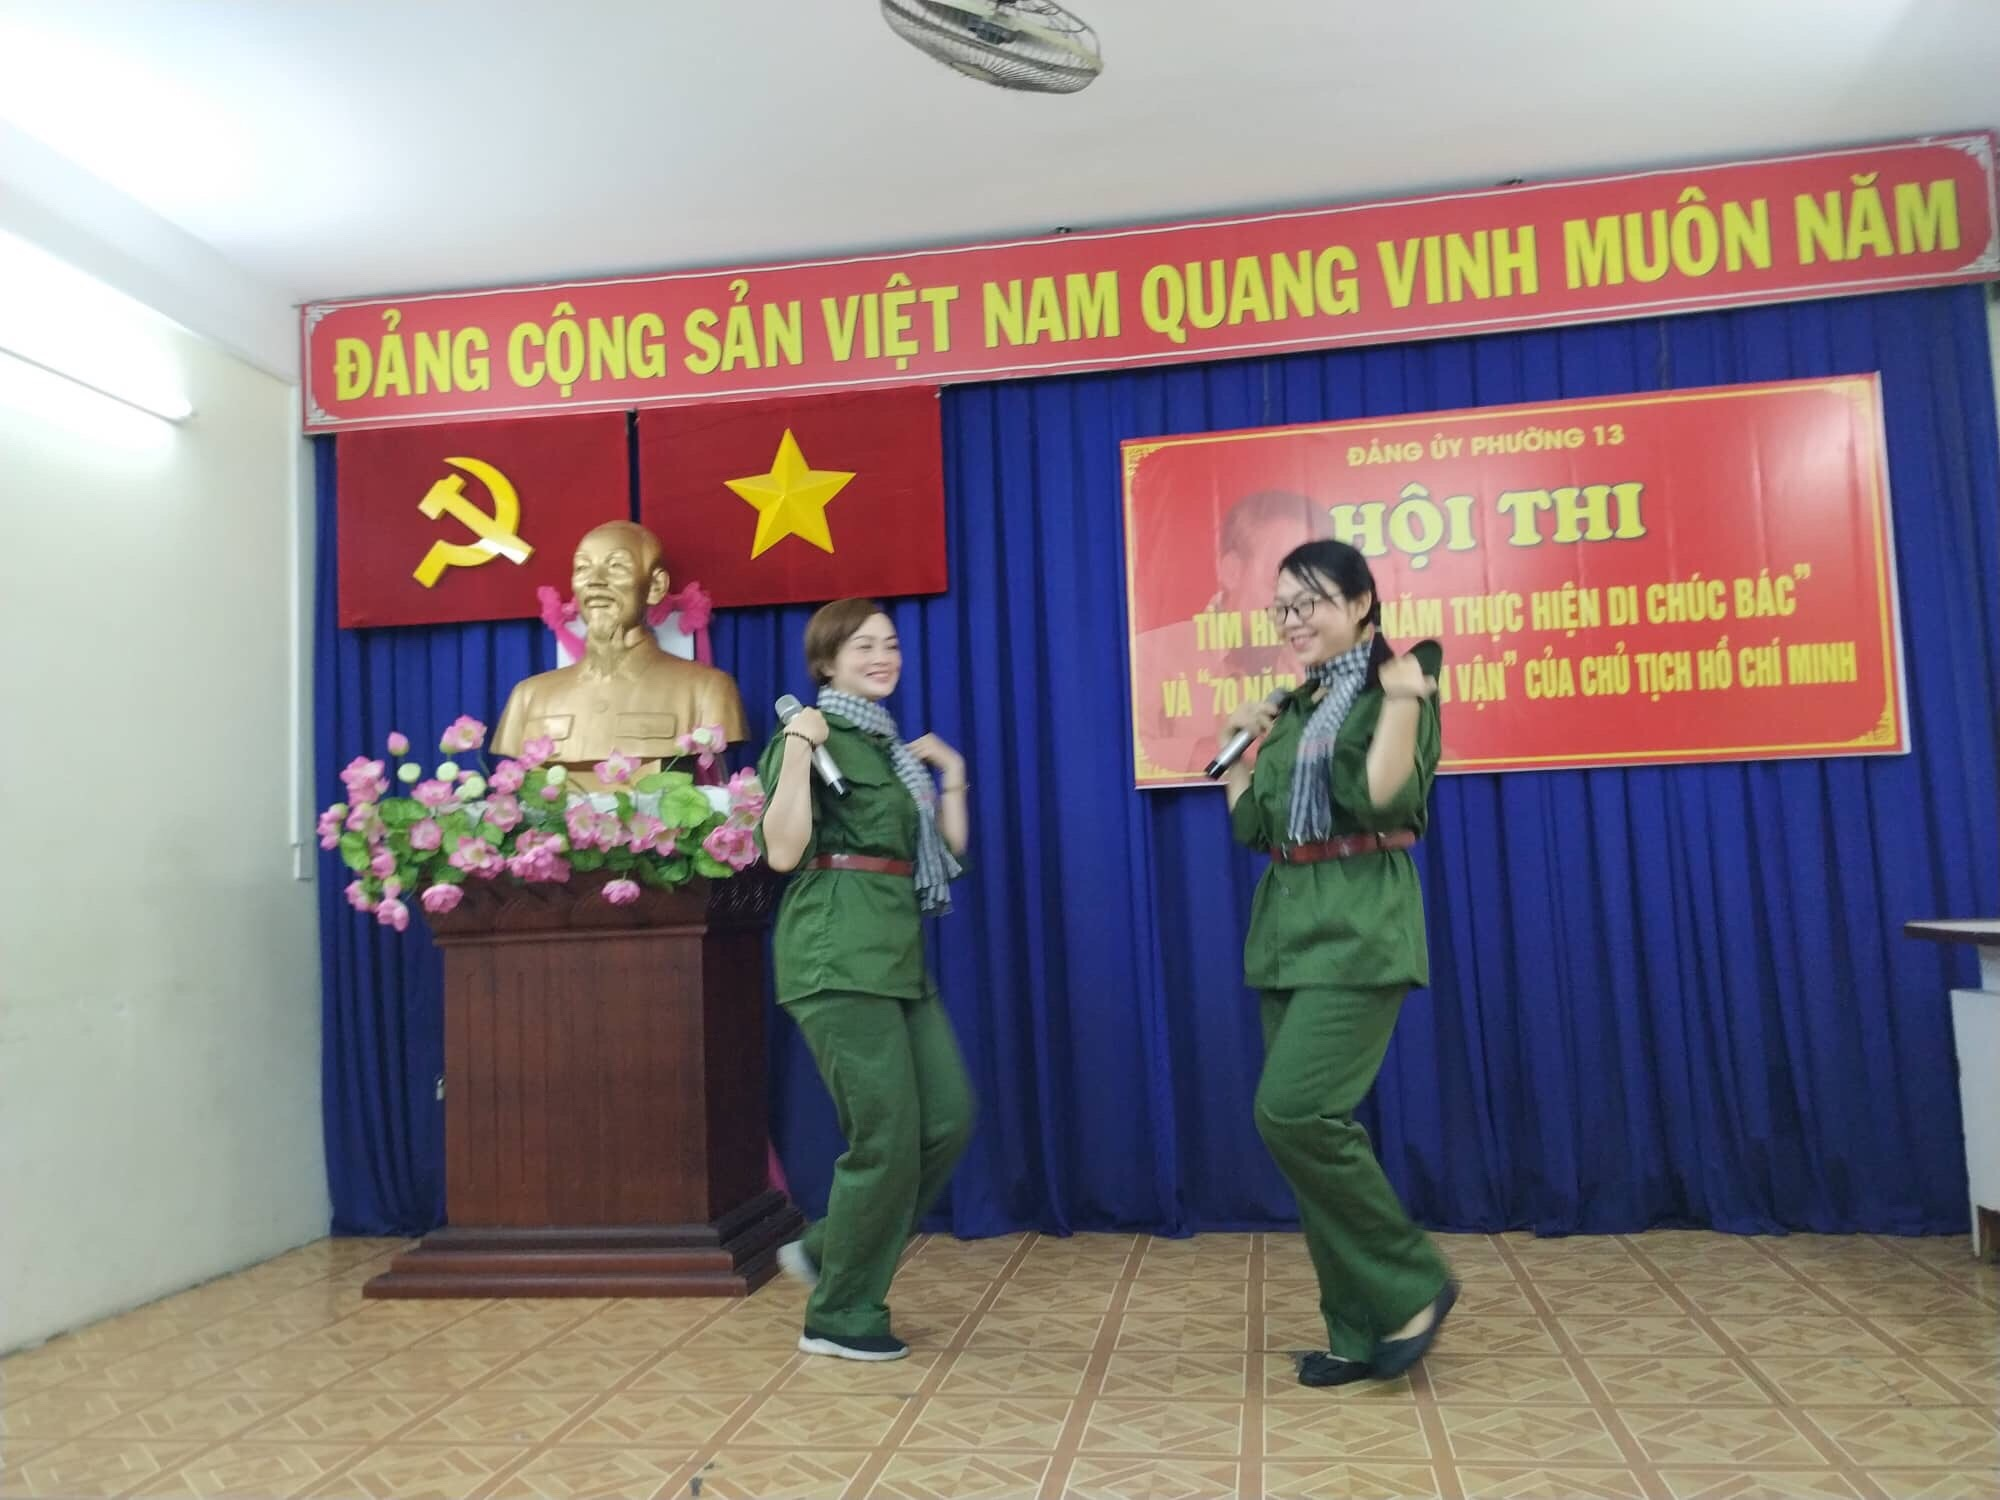 ĐẢNG CỘNG SẢN VIỆT NAM QUANG VINH MUÔN NĂM
ĐẢNG ỦY PHƯỜNG 13
HỘI THI
TÌM NĂM THỰC HIỆN DI CHÚC BÁC"
VÀ "70 NĂM VẬN" CỦA CHỦ TỊCH HỒ CHÍ MINH